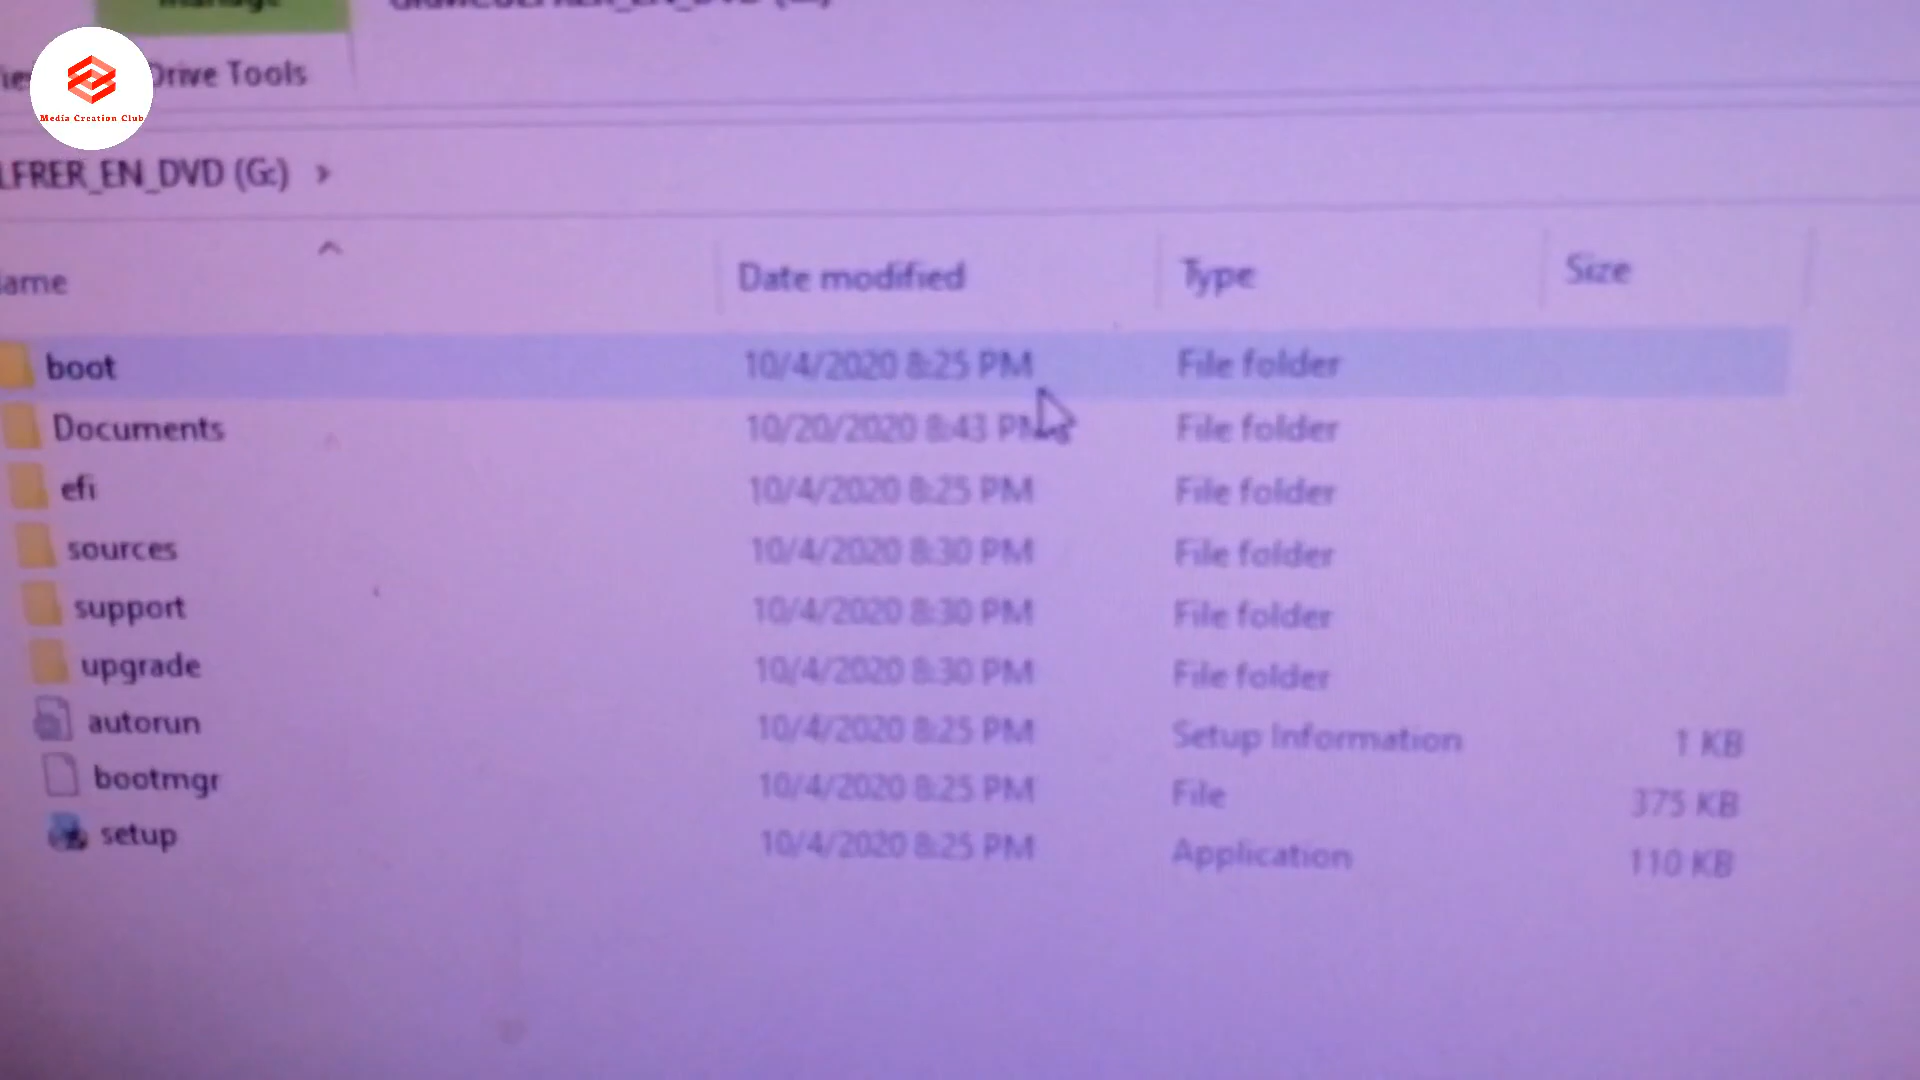 Manage
Drive Tools
Media Creation Club
LFRER_EN_DVD (G:) >
ame Date modified Type Size
boot 10/4/2020 8:25 PM File folder
Documents 10/20/2020 8:43 PM File folder
efi 10/4/2020 8:25 PM File folder
sources 10/4/2020 8:30 PM File folder
support 10/4/2020 8:30 PM File folder
upgrade 10/4/2020 8:30 PM File folder
autorun 10/4/2020 8:25 PM Setup Information 1 KB
bootmgr 10/4/2020 8:25 PM File 375 KB
setup 10/4/2020 8:25 PM Application 110 KB